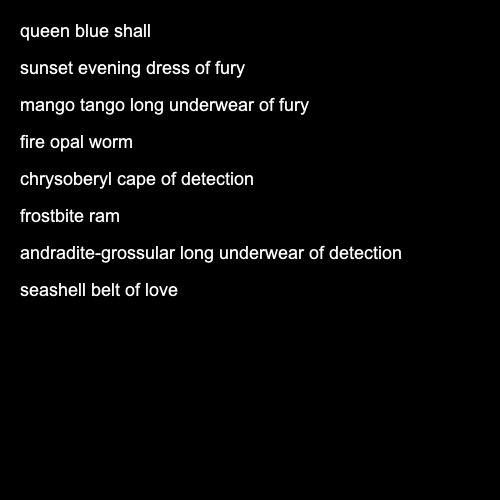 queen blue shall
sunset evening dress of fury
mango tango long underwear of fury
fire opal worm
chrysoberyl cape of detection
frostbite ram
andradite-grossular long underwear of detection
seashell belt of love